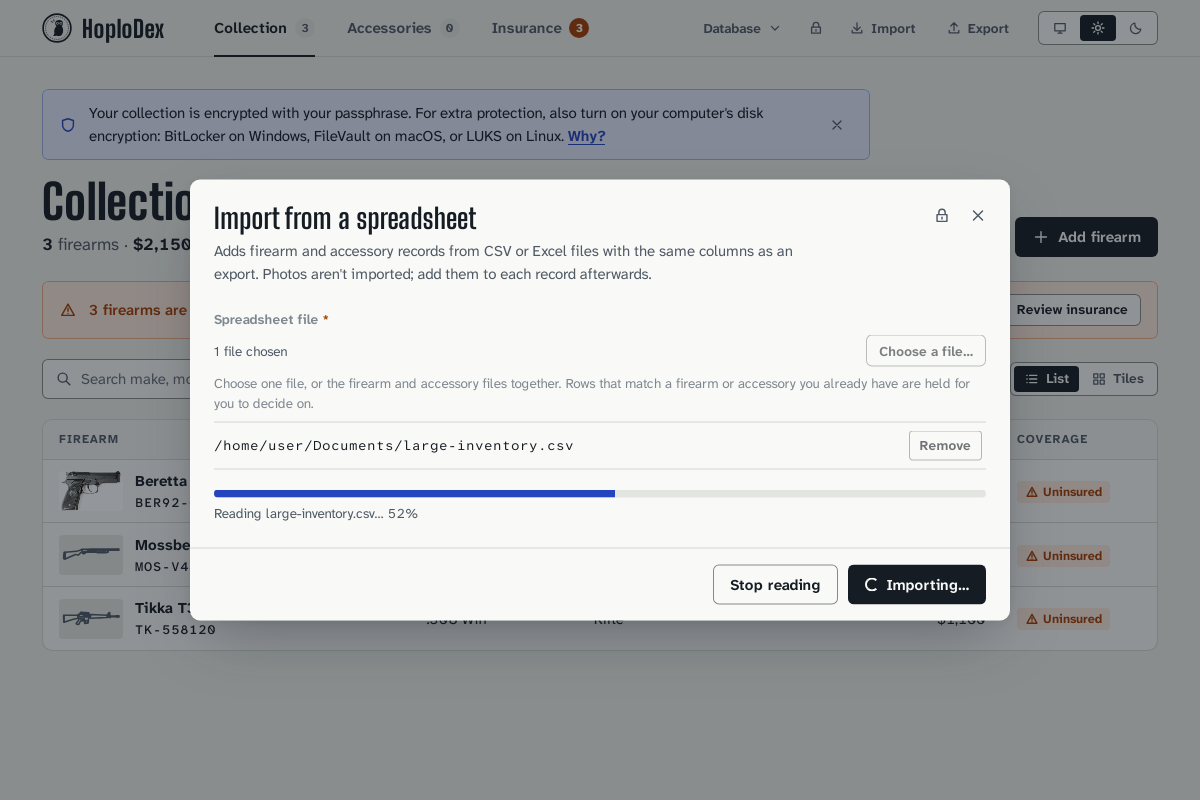 HoploDex
Collection 3
Accessories 0
Insurance 3
Database
Import
Export
Your collection is encrypted with your passphrase. For extra protection, also turn on your computer's disk
encryption: BitLocker on Windows, FileVault on macOS, or LUKS on Linux. Why?
3 firearms · $2,150
Add firearm
3 firearms are
Review insurance
Search make,
List
Tiles
FIREARM
COVERAGE
Beretta
BER92-
Uninsured
Uninsured
Tikka
TK-558120
Rifle
Uninsured
Import from a spreadsheet
Adds firearm and accessory records from CSV or Excel files with the same columns as an
export. Photos aren't imported; add them to each record afterwards.
Spreadsheet file *
1 file chosen
Choose a file…
Choose one file, or the firearm and accessory files together. Rows that match a firearm or accessory you already have are held for
you to decide on.
/home/user/Documents/large-inventory.csv
Remove
Reading large-inventory.csv… 52%
Stop reading
Importing…